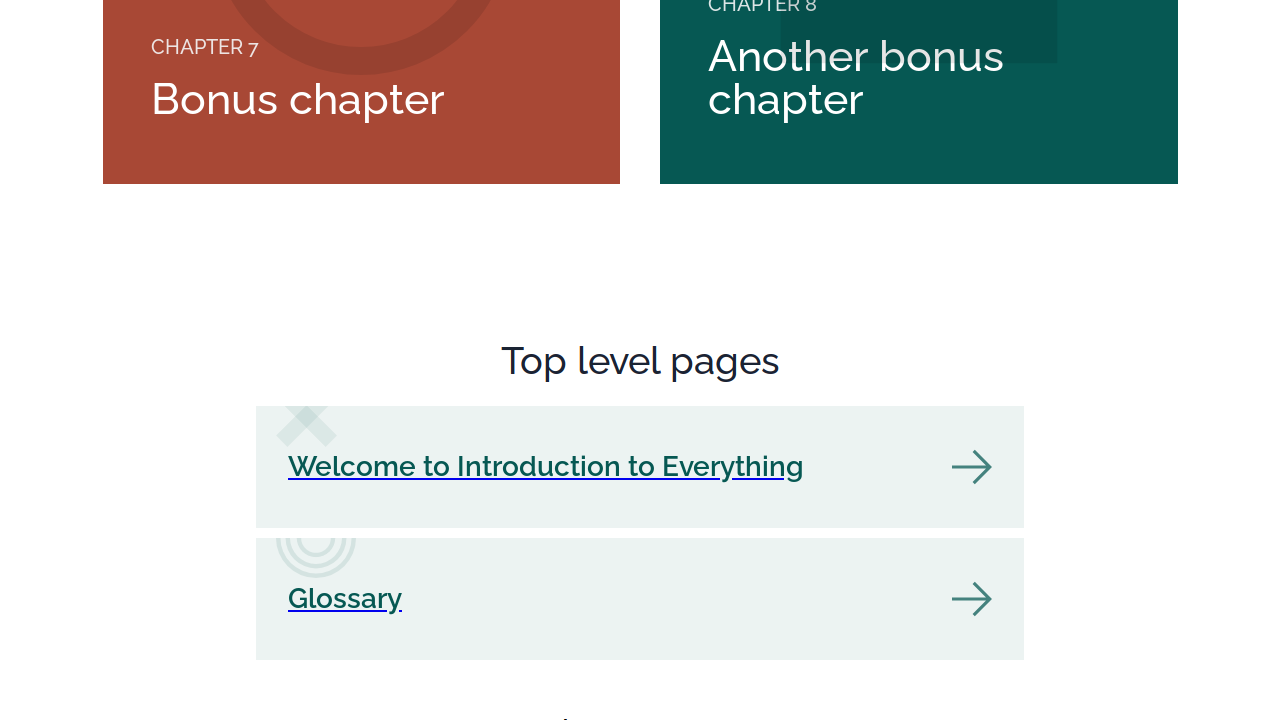 CHAPTER 7
Bonus chapter
CHAPTER 8
Another bonus
chapter
Top level pages
Welcome to Introduction to Everything
Glossary